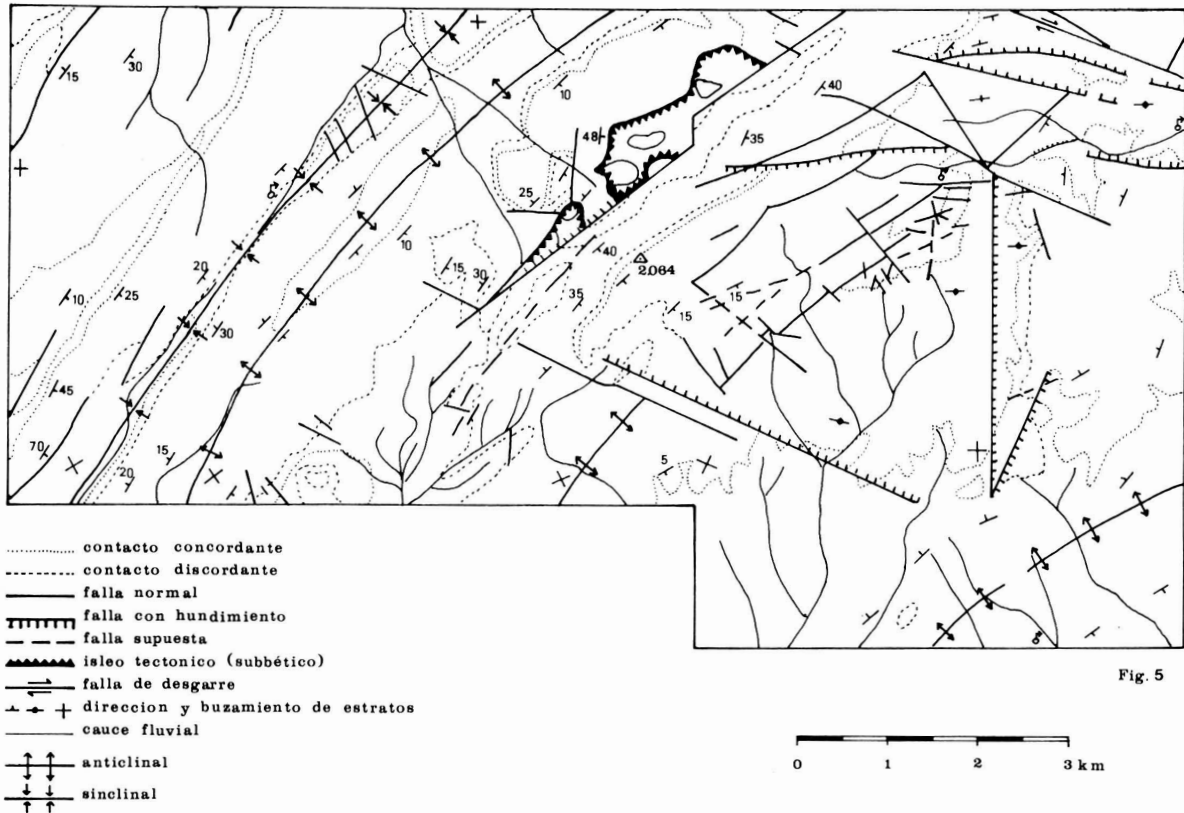 15
30
10
48
40
35
25
10
15
30
40
2.064
35
15
15
20
10
25
30
45
70
15
20
5
contacto concordante
contacto discordante
falla normal
falla con hundimiento
falla supuesta
isleo tectonico (subbético)
falla de desgarre
direccion y buzamiento de estratos
cauce fluvial
anticlinal
sinclinal
Fig. 5
0 1 2 3 km